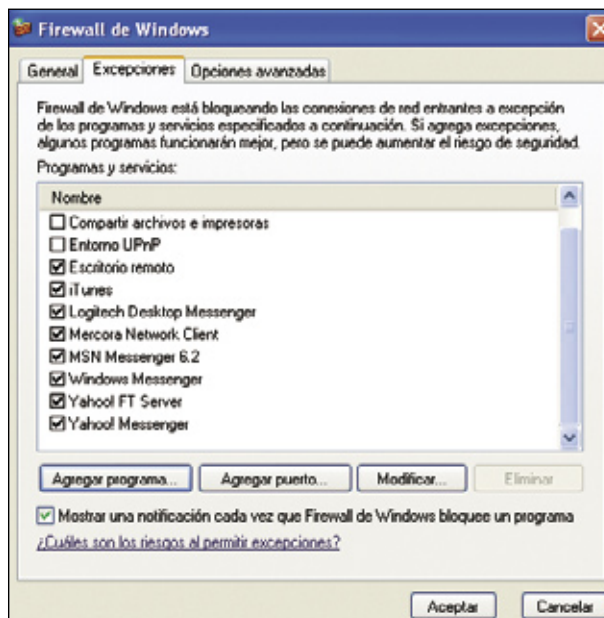 Firewall de Windows
General Excepciones Opciones avanzadas
Firewall de Windows está bloqueando las conexiones de red entrantes a excepción
de los programas y servicios especificados a continuación. Si agrega excepciones,
algunos programas funcionarán mejor, pero se puede aumentar el riesgo de seguridad.
Programas y servicios:
Nombre
Compartir archivos e impresoras
Entorno UPnP
Escritorio remoto
iTunes
Logitech Desktop Messenger
Mercora Network Client
MSN Messenger 6.2
Windows Messenger
Yahoo! FT Server
Yahoo! Messenger
Agregar programa... Agregar puerto... Modificar... Eliminar
Mostrar una notificación cada vez que Firewall de Windows bloquee un programa
¿Cuáles son los riesgos al permitir excepciones?
Aceptar Cancelar